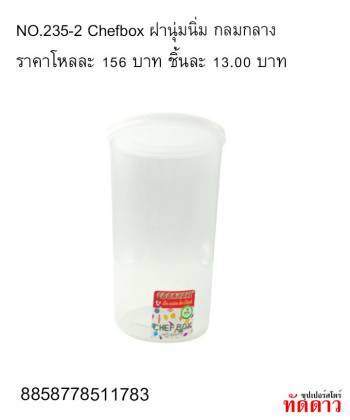 NO.235-2 Chefbox ฝานุ่มนิ่ม กลมกลาง
ราคาโหลละ 156 บาท ชิ้นละ 13.00 บาท
CHEF BOX
8858778511783
ซุปเปอร์สโตร์
ทัดดาว